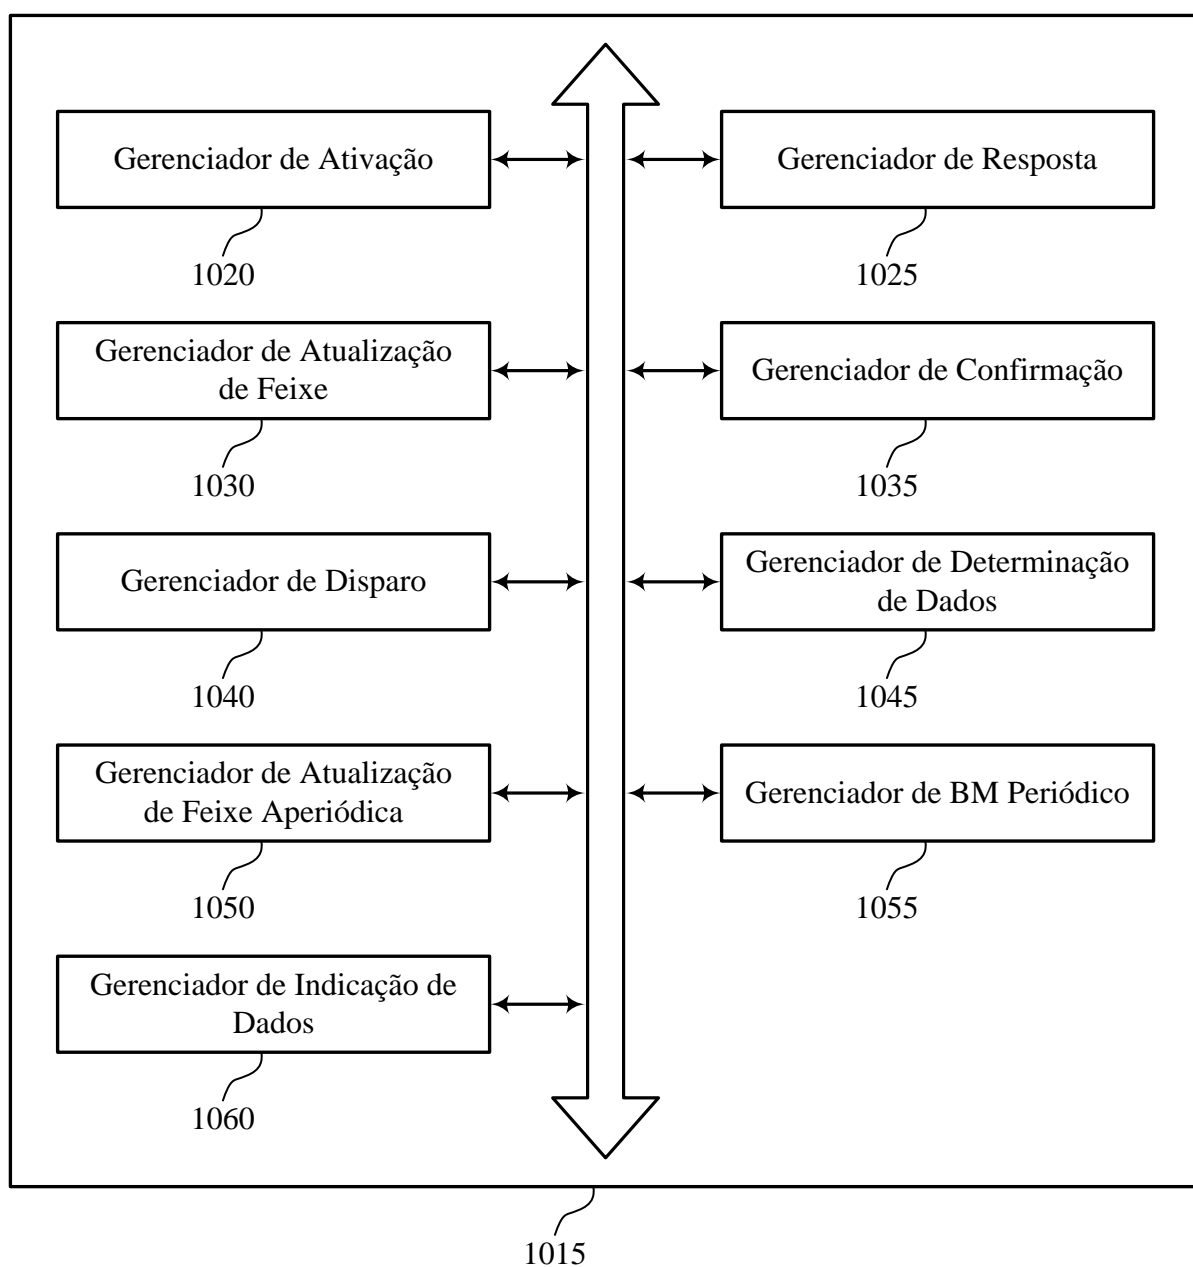 Gerenciador de Ativação
1020
Gerenciador de Resposta
1025
Gerenciador de Atualização
de Feixe
1030
Gerenciador de Confirmação
1035
Gerenciador de Disparo
1040
Gerenciador de Determinação
de Dados
1045
Gerenciador de Atualização
de Feixe Aperiódica
1050
Gerenciador de BM Periódico
1055
Gerenciador de Indicação de
Dados
1060
1015